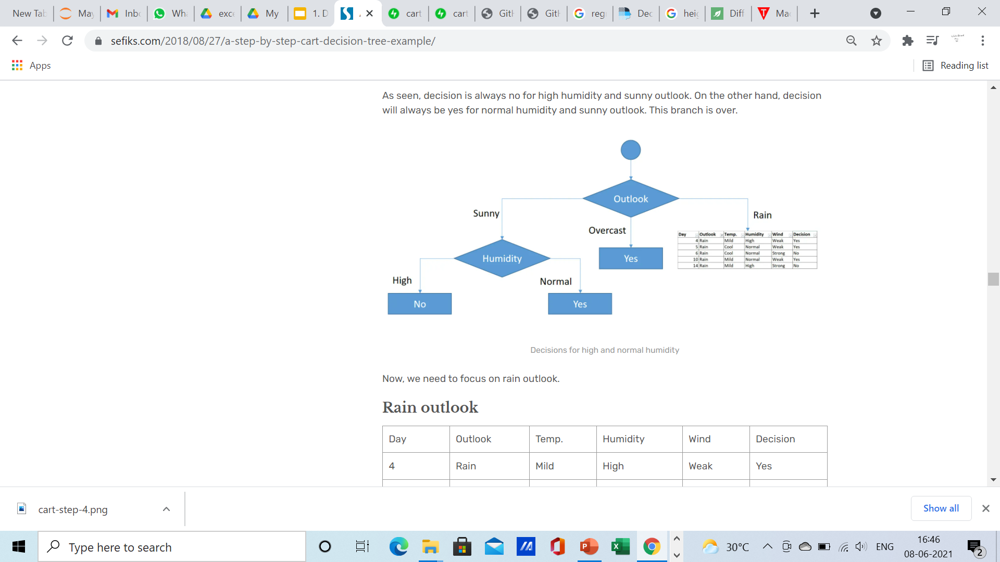 New Tab May Inbo Wha exce My 1. D cart cart GitH GitH regr Dec heig Diff Mac
sefiks.com/2018/08/27/a-step-by-step-cart-decision-tree-example/
Apps Reading list
As seen, decision is always no for high humidity and sunny outlook. On the other hand, decision
will always be yes for normal humidity and sunny outlook. This branch is over.
Outlook
Sunny
Overcast
Rain
Day Outlook Temp. Humidity Wind Decision
4 Rain Mild High Weak Yes
5 Rain Cool Normal Weak Yes
6 Rain Cool Normal Strong No
10 Rain Mild Normal Weak Yes
14 Rain Mild High Strong No
Humidity
Yes
High
Normal
No
Yes
Decisions for high and normal humidity
Now, we need to focus on rain outlook.
Rain outlook
Day Outlook Temp. Humidity Wind Decision
4 Rain Mild High Weak Yes
cart-step-4.png
Show all
Type here to search
30°C
ENG
16:46
08-06-2021
2